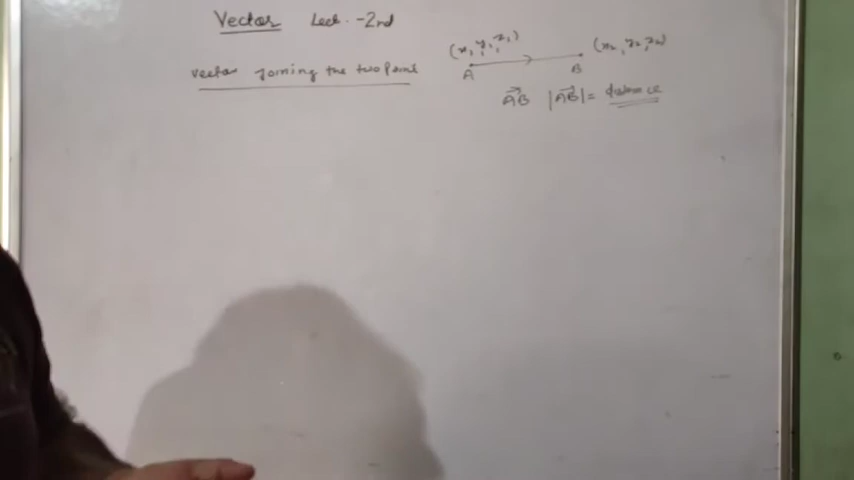 Vector Lect. -2nd
Vector Joining the two point
(x₁, y₁, z₁) (x₂, y₂, z₂)
A B
→AB |→AB| = distance